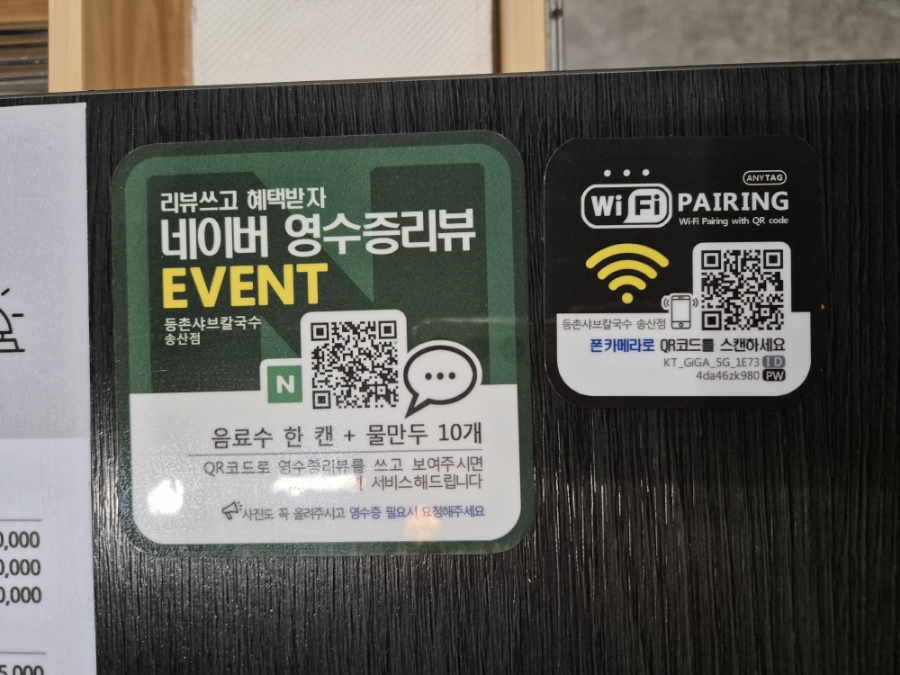 리뷰쓰고 혜택받자
네이버 영수증리뷰
EVENT
등촌샤브칼국수
송산점
N
음료수 한 캔 + 물만두 10개
QR코드로 영수증리뷰를 쓰고 보여주시면
서비스해드립니다
사진도 꼭 올려주시고 영수증 필요시 요청해주세요
ANYTAG
WiFi PAIRING
Wi-Fi Pairing with QR code
등촌샤브칼국수 송산점
폰카메라로 QR코드를 스캔하세요
KT_GiGA_5G_1E73 ID
4da46zk980 PW
0,000
0,000
0,000
5,000